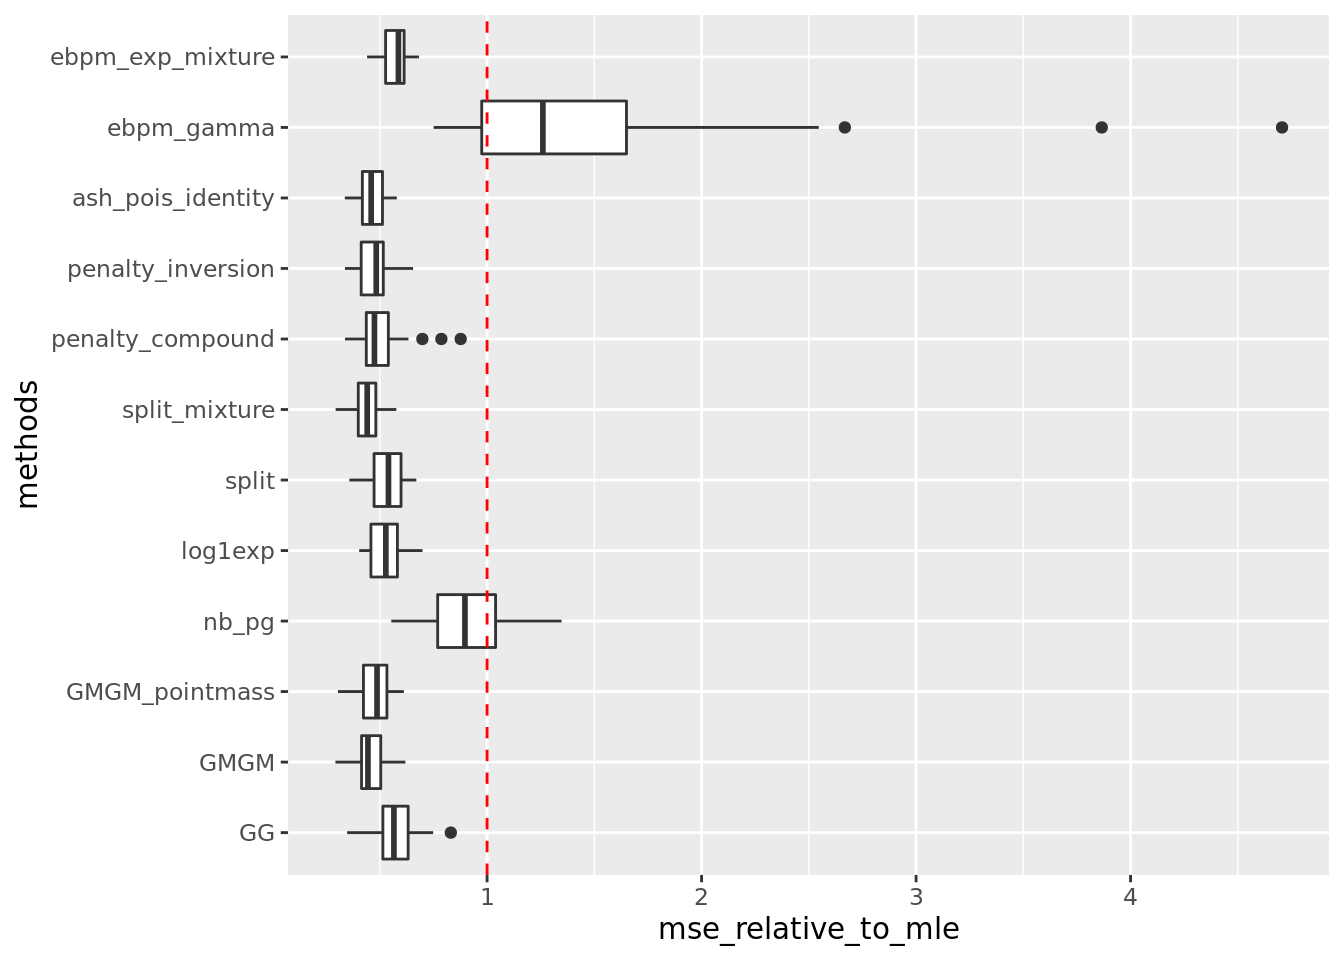 ebpm_exp_mixture
ebpm_gamma
ash_pois_identity
penalty_inversion
penalty_compound
split_mixture
split
log1exp
nb_pg
GMGM_pointmass
GMGM
GG
methods
1 2 3 4
mse_relative_to_mle